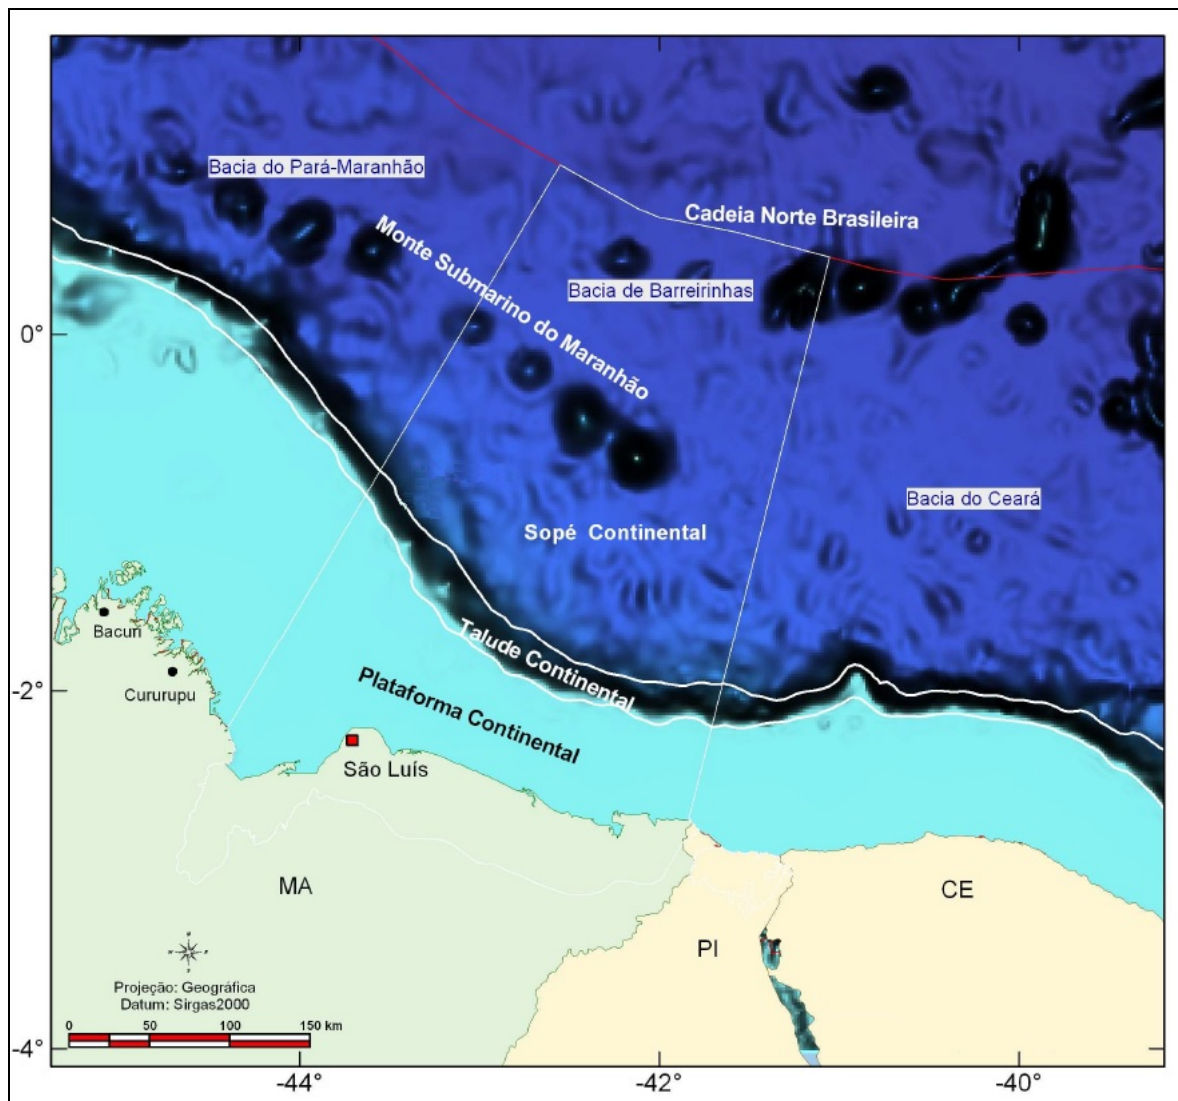 Bacia do Pará-Maranhão
Cadeia Norte Brasileira
Monte Submarino do Maranhão
Bacia de Barreirinhas
0°
Bacia do Ceará
Sopé Continental
Bacuri
Talude Continental
Cururupu
-2°
Plataforma Continental
São Luís
MA
CE
PI
Projeção: Geográfica
Datum: Sirgas2000
0 50 100 150 km
-4°
-44° -42° -40°